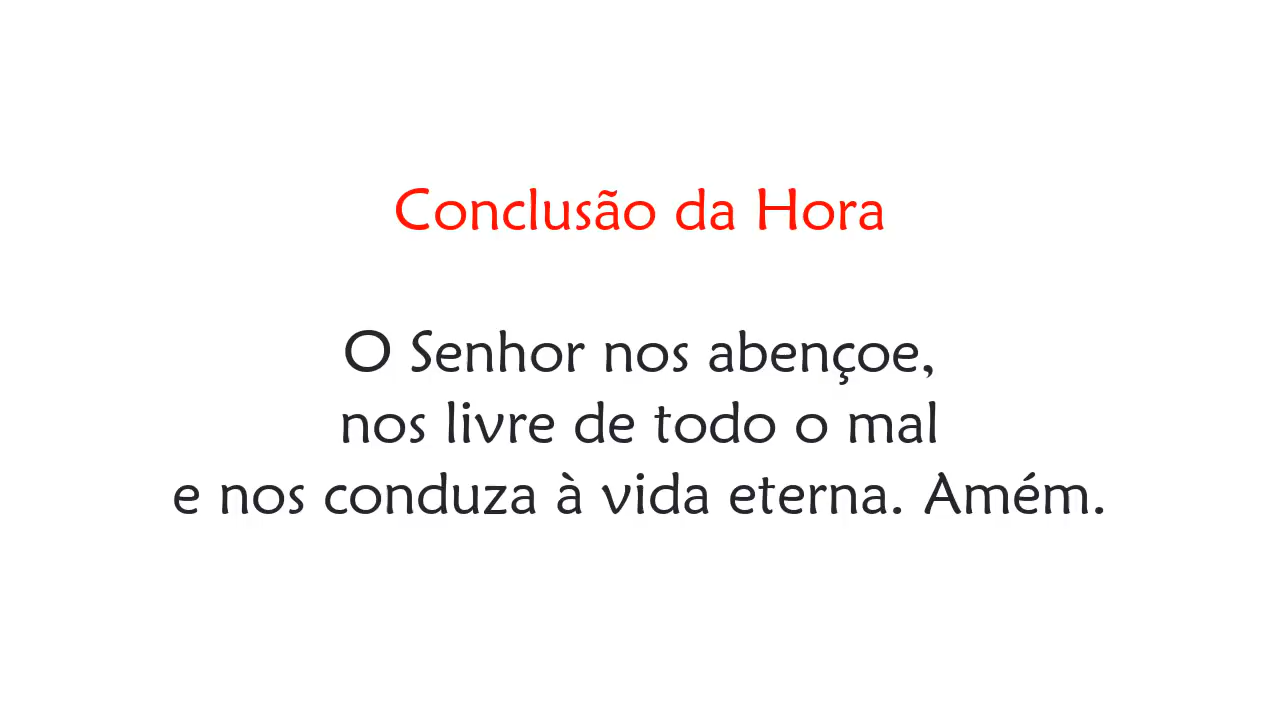 Conclusão da Hora
O Senhor nos abençoe,
nos livre de todo o mal
e nos conduza à vida eterna. Amém.